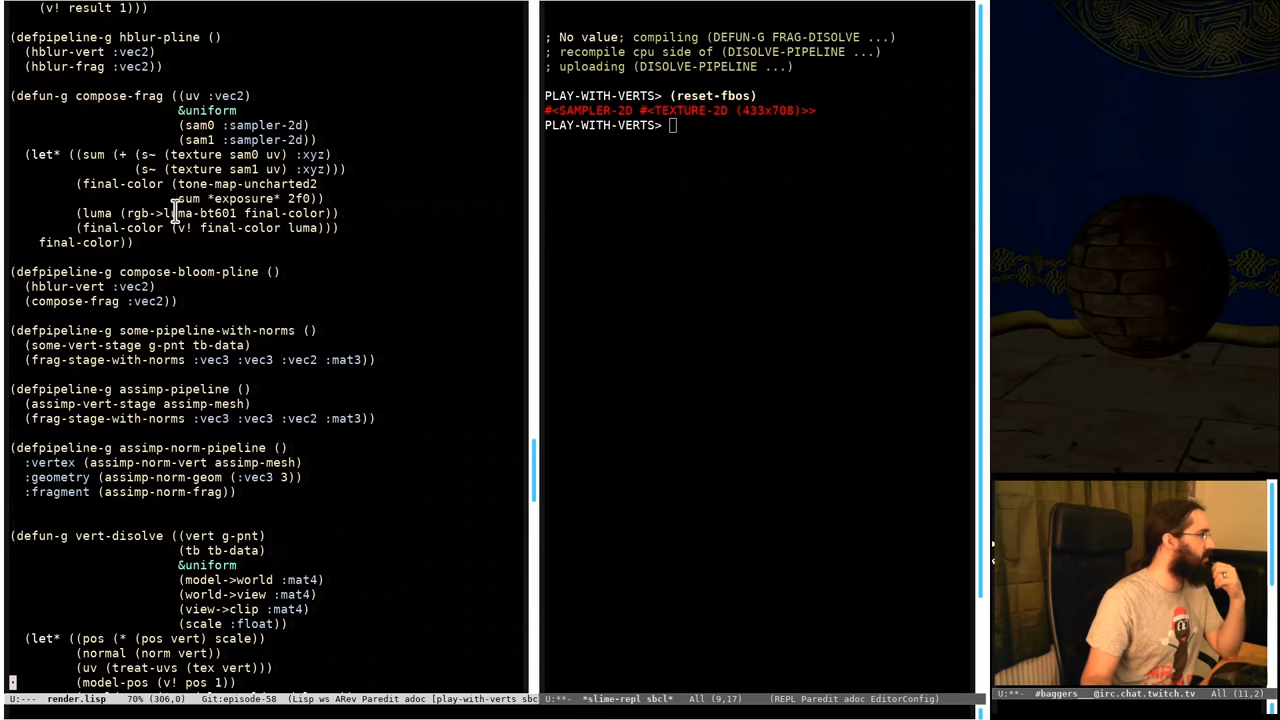 (v! result 1)))
(defpipeline-g hblur-pline ()
(hblur-vert :vec2)
(hblur-frag :vec2))
(defun-g compose-frag ((uv :vec2)
&uniform
(sam0 :sampler-2d)
(sam1 :sampler-2d))
(let* ((sum (+ (s~ (texture sam0 uv) :xyz)
(s~ (texture sam1 uv) :xyz)))
(final-color (tone-map-uncharted2
sum *exposure* 2f0))
(luma (rgb->luma-bt601 final-color))
(final-color (v! final-color luma)))
final-color))
(defpipeline-g compose-bloom-pline ()
(hblur-vert :vec2)
(compose-frag :vec2))
(defpipeline-g some-pipeline-with-norms ()
(some-vert-stage g-pnt tb-data)
(frag-stage-with-norms :vec3 :vec3 :vec2 :mat3))
(defpipeline-g assimp-pipeline ()
(assimp-vert-stage assimp-mesh)
(frag-stage-with-norms :vec3 :vec3 :vec2 :mat3))
(defpipeline-g assimp-norm-pipeline ()
:vertex (assimp-norm-vert assimp-mesh)
:geometry (assimp-norm-geom (:vec3 3))
:fragment (assimp-norm-frag))
(defun-g vert-disolve ((vert g-pnt)
(tb tb-data)
&uniform
(model->world :mat4)
(world->view :mat4)
(view->clip :mat4)
(scale :float))
(let* ((pos (* (pos vert) scale))
(normal (norm vert))
(uv (treat-uvs (tex vert)))
(model-pos (v! pos 1))
U:--- render.lisp 70% (306,0) Git:episode-58 (Lisp ws ARev Paredit adoc [play-with-verts sbc
; No value; compiling (DEFUN-G FRAG-DISOLVE ...)
; recompile cpu side of (DISOLVE-PIPELINE ...)
; uploading (DISOLVE-PIPELINE ...)
PLAY-WITH-VERTS> (reset-fbos)
#<SAMPLER-2D #<TEXTURE-2D (433x708)>>
PLAY-WITH-VERTS>
U:**- *slime-repl sbcl* All (9,17) (REPL Paredit adoc EditorConfig)
U:**- #baggers___@irc.chat.twitch.tv All (11,2)